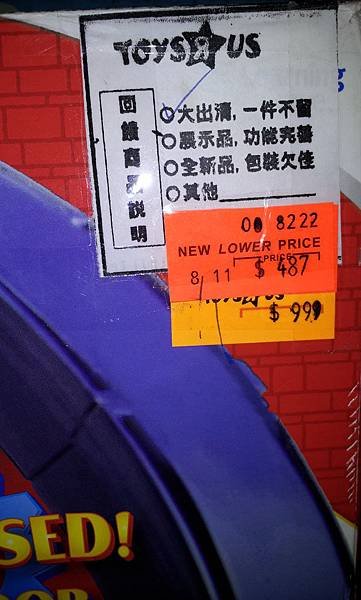 TOYS R US
回饋商品說明
大出清,一件不留
展示品,功能完善
全新品,包裝欠佳
其他
00 8222
NEW LOWER PRICE
PRICE
8 11 $ 487
TOYS R US
$ 999
SED!